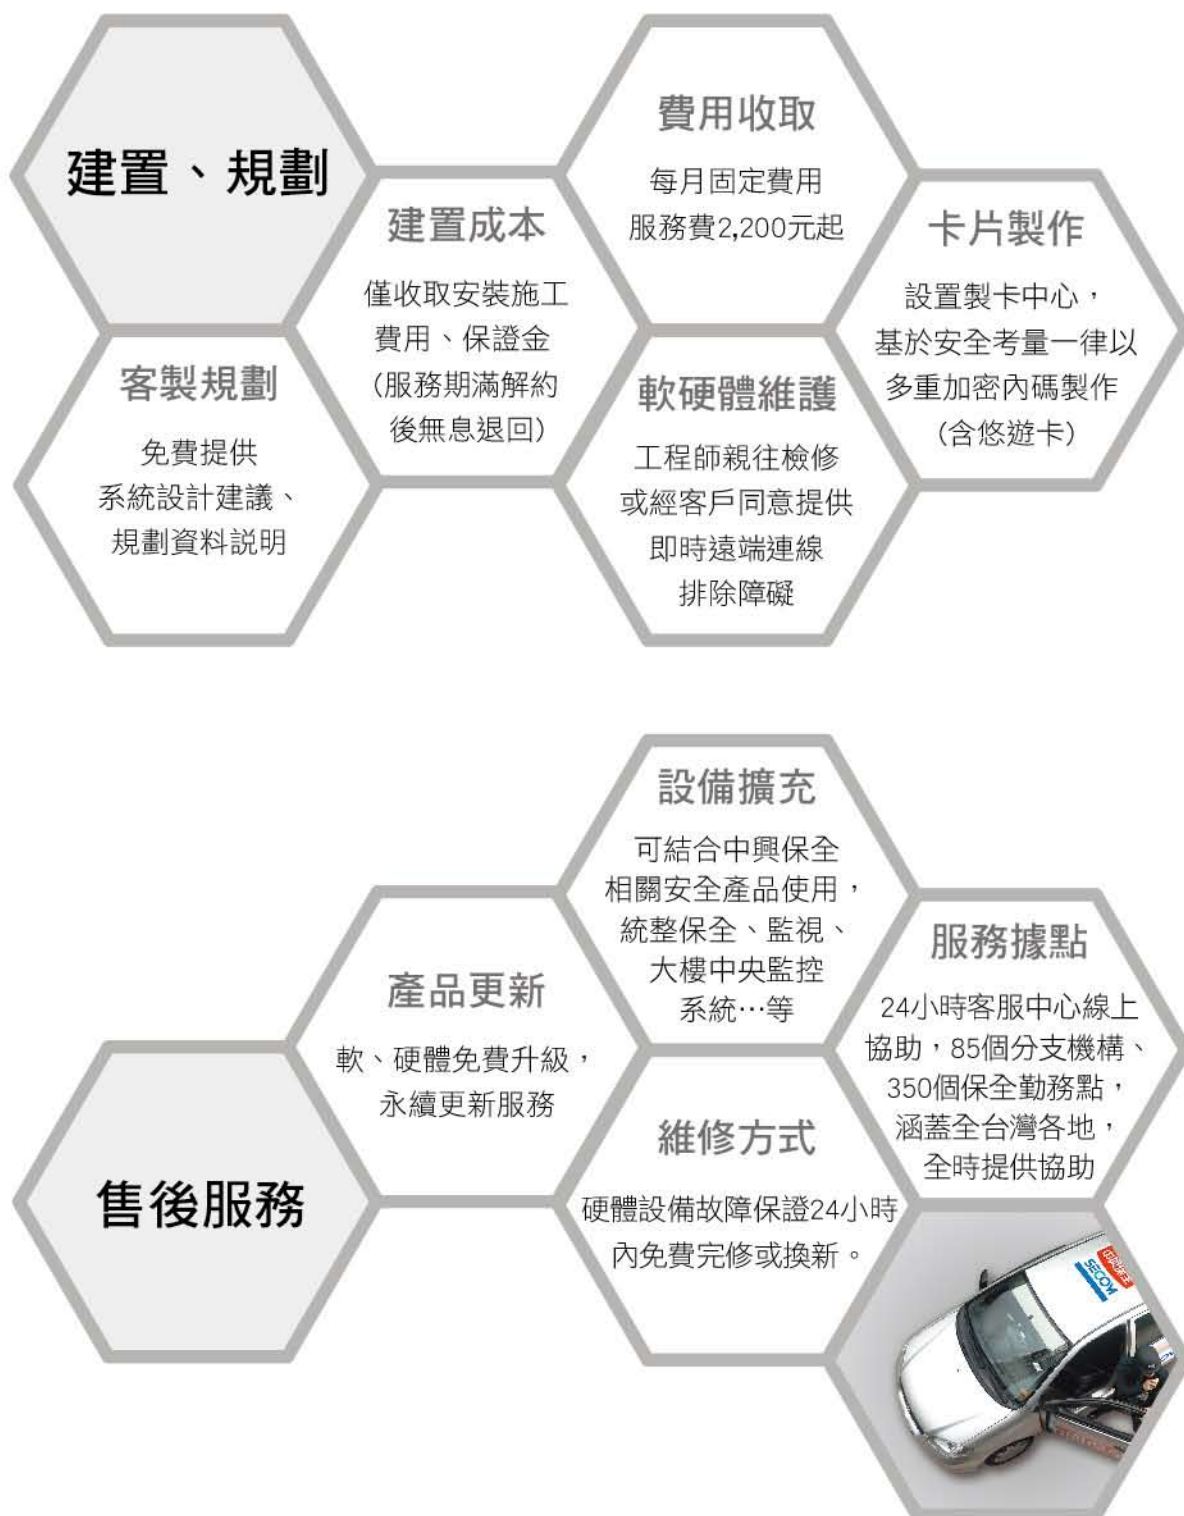 建置、規劃
客製規劃
免費提供
系統設計建議、
規劃資料説明
建置成本
僅收取安裝施工
費用、保證金
(服務期滿解約
後無息退回)
費用收取
每月固定費用
服務費2,200元起
軟硬體維護
工程師親往檢修
或經客戶同意提供
即時遠端連線
排除障礙
卡片製作
設置製卡中心，
基於安全考量一律以
多重加密內碼製作
(含悠遊卡)
售後服務
產品更新
軟、硬體免費升級，
永續更新服務
設備擴充
可結合中興保全
相關安全產品使用，
統整保全、監視、
大樓中央監控
系統…等
維修方式
硬體設備故障保證24小時
內免費完修或換新。
服務據點
24小時客服中心線上
協助，85個分支機構、
350個保全勤務點，
涵蓋全台灣各地，
全時提供協助
中興保全
SECOM